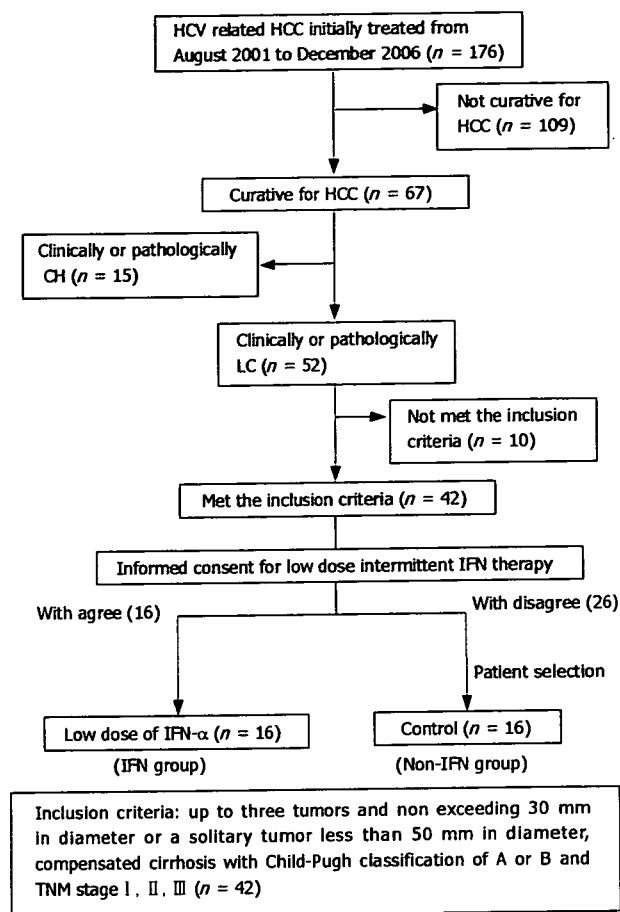 HCV related HCC initially treated from
August 2001 to December 2006 (n = 176)
Not curative for
HCC (n = 109)
Curative for HCC (n = 67)
Clinically or pathologically
CH (n = 15)
Clinically or pathologically
LC (n = 52)
Not met the inclusion
criteria (n = 10)
Met the inclusion criteria (n = 42)
Informed consent for low dose intermittent IFN therapy
With agree (16)
With disagree (26)
Patient selection
Low dose of IFN-α (n = 16)
(IFN group)
Control (n = 16)
(Non-IFN group)
Inclusion criteria: up to three tumors and non exceeding 30 mm
in diameter or a solitary tumor less than 50 mm in diameter,
compensated cirrhosis with Child-Pugh classification of A or B and
TNM stage Ⅰ, Ⅱ, Ⅲ (n = 42)